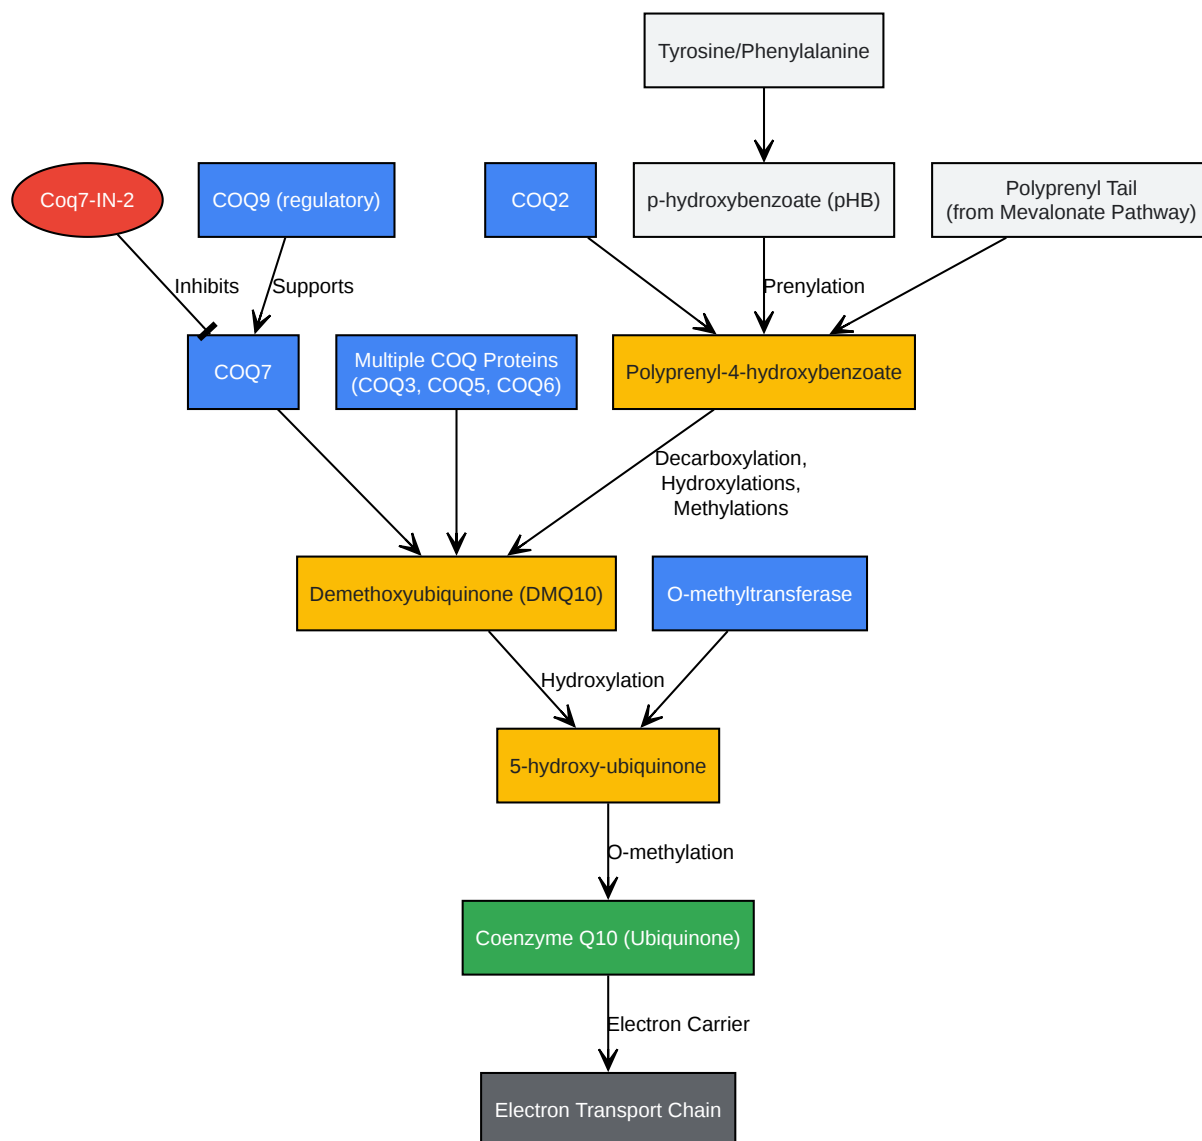 Tyrosine/Phenylalanine
Coq7-IN-2
COQ9 (regulatory)
COQ2
p-hydroxybenzoate (pHB)
Polyprenyl Tail
(from Mevalonate Pathway)
Inhibits
Supports
Prenylation
COQ7
Multiple COQ Proteins
(COQ3, COQ5, COQ6)
Polyprenyl-4-hydroxybenzoate
Decarboxylation,
Hydroxylations,
Methylations
Demethoxyubiquinone (DMQ10)
O-methyltransferase
Hydroxylation
5-hydroxy-ubiquinone
O-methylation
Coenzyme Q10 (Ubiquinone)
Electron Carrier
Electron Transport Chain